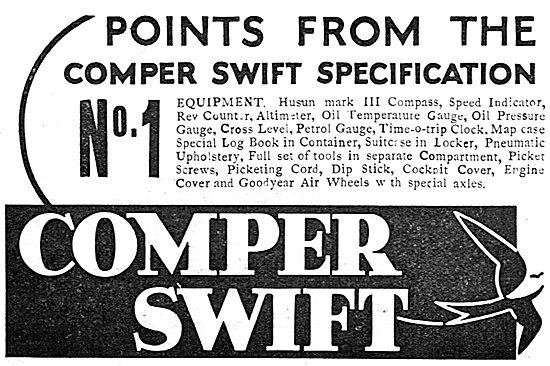 POINTS FROM THE
COMPER SWIFT SPECIFICATION
No. 1
EQUIPMENT. Husun mark III Compass, Speed Indicator,
Rev Counter, Altimeter, Oil Temperature Gauge, Oil Pressure
Gauge, Cross Level, Petrol Gauge, Time-o-trip Clock. Map case
Special Log Book in Container, Suitcase in Locker, Pneumatic
Upholstery, Full set of tools in separate Compartment, Picket
Screws, Picketing Cord, Dip Stick, Cockpit Cover, Engine
Cover and Goodyear Air Wheels with special axles.
COMPER
SWIFT